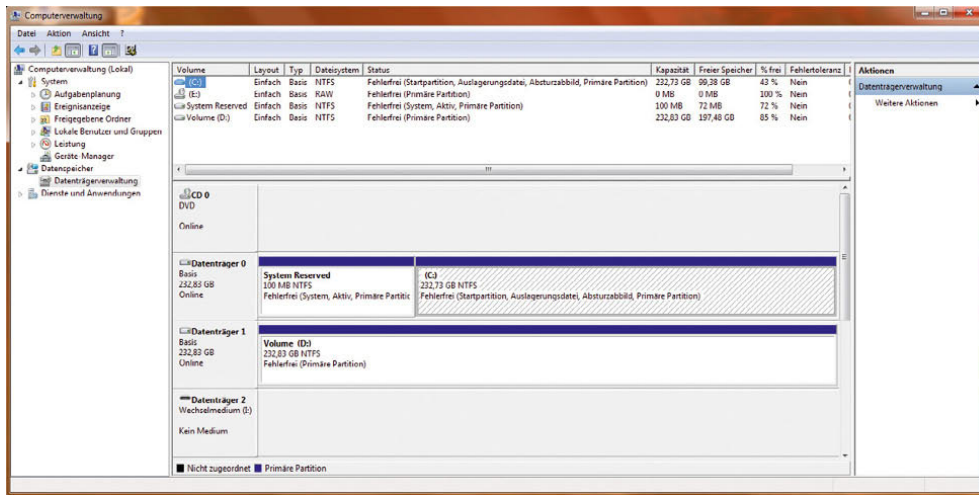 Computerverwaltung
Datei Aktion Ansicht ?
Computerverwaltung (Lokal)
System
Aufgabenplanung
Ereignisanzeige
Freigegebene Ordner
Lokale Benutzer und Gruppen
Leistung
Geräte-Manager
Datenspeicher
Datenträgerverwaltung
Dienste und Anwendungen
Volume Layout Typ Dateisystem Status Kapazität Freier Speicher % frei Fehlertoleranz
(C:) Einfach Basis NTFS Fehlerfrei (Startpartition, Auslagerungsdatei, Absturzabbild, Primäre Partition) 232,73 GB 99,38 GB 43 % Nein
(E:) Einfach Basis RAW Fehlerfrei (Primäre Partition) 0 MB 0 MB 100 % Nein
System Reserved Einfach Basis NTFS Fehlerfrei (System, Aktiv, Primäre Partition) 100 MB 72 MB 72 % Nein
Volume (D:) Einfach Basis NTFS Fehlerfrei (Primäre Partition) 232,83 GB 197,48 GB 85 % Nein
CD 0
DVD
Online
Datenträger 0
Basis
232,83 GB
Online
System Reserved
100 MB NTFS
Fehlerfrei (System, Aktiv, Primäre Partitic
(C:)
232,73 GB NTFS
Fehlerfrei (Startpartition, Auslagerungsdatei, Absturzabbild, Primäre Partition)
Datenträger 1
Basis
232,83 GB
Online
Volume (D:)
232,83 GB NTFS
Fehlerfrei (Primäre Partition)
Datenträger 2
Wechselmedium (I:)
Kein Medium
Nicht zugeordnet Primäre Partition
Aktionen
Datenträgerverwaltung
Weitere Aktionen